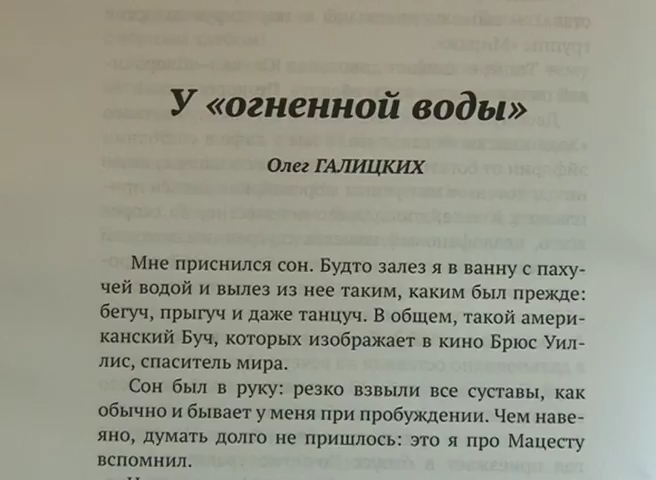 У «огненной воды»
Олег ГАЛИЦКИХ
Мне приснился сон. Будто залез я в ванну с паху-
чей водой и вылез из нее таким, каким был прежде:
бегуч, прыгуч и даже танцуч. В общем, такой амери-
канский Буч, которых изображает в кино Брюс Уил-
лис, спаситель мира.
Сон был в руку: резко взвыли все суставы, как
обычно и бывает у меня при пробуждении. Чем наве-
яно, думать долго не пришлось: это я про Мацесту
вспомнил.